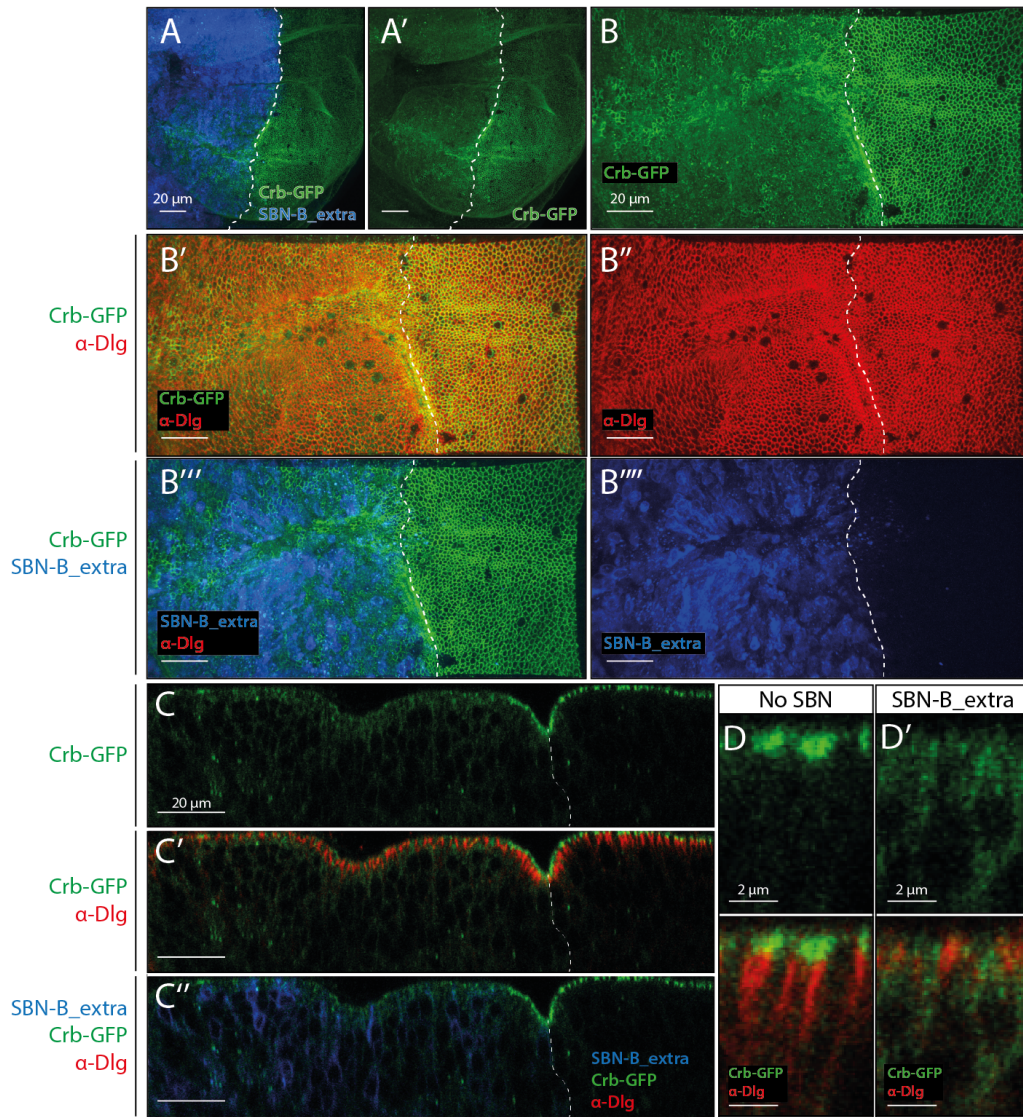 A
Crb-GFP
SBN-B_extra
20 μm
A′
Crb-GFP
B
Crb-GFP
20 μm
Crb-GFP
α-Dlg
B′
Crb-GFP
α-Dlg
B″
α-Dlg
Crb-GFP
SBN-B_extra
B‴
SBN-B_extra
α-Dlg
B⁗
SBN-B_extra
Crb-GFP
C
20 μm
Crb-GFP
α-Dlg
C′
SBN-B_extra
Crb-GFP
α-Dlg
C″
SBN-B_extra
Crb-GFP
α-Dlg
No SBN
D
2 μm
Crb-GFP
α-Dlg
SBN-B_extra
D′
2 μm
Crb-GFP
α-Dlg